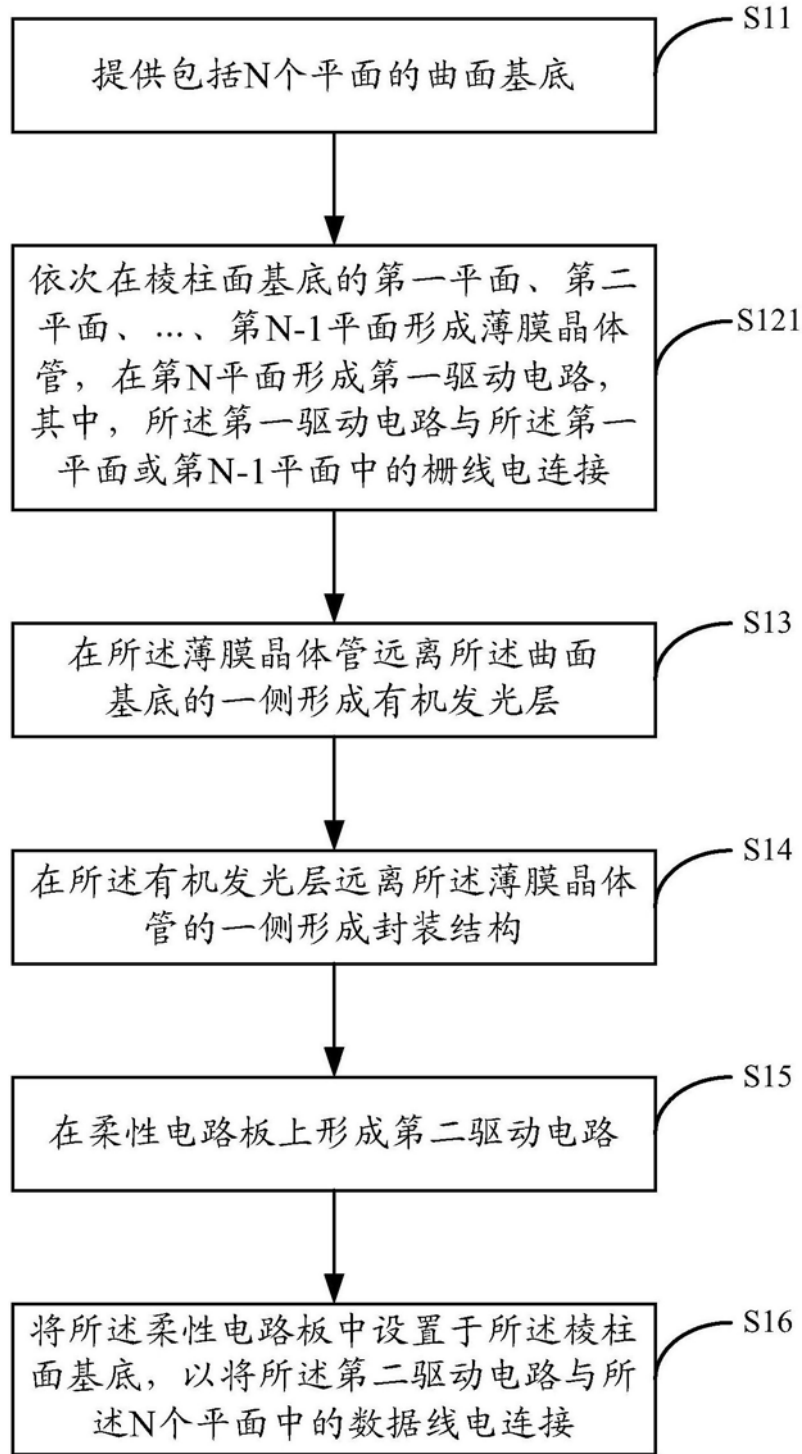 S11
提供包括N个平面的曲面基底
依次在棱柱面基底的第一平面、第二
平面、...、第N-1平面形成薄膜晶体
管，在第N平面形成第一驱动电路，
其中，所述第一驱动电路与所述第一
平面或第N-1平面中的栅线电连接
S121
在所述薄膜晶体管远离所述曲面
基底的一侧形成有机发光层
S13
在所述有机发光层远离所述薄膜晶体
管的一侧形成封装结构
S14
在柔性电路板上形成第二驱动电路
S15
将所述柔性电路板中设置于所述棱柱
面基底，以将所述第二驱动电路与所
述N个平面中的数据线电连接
S16